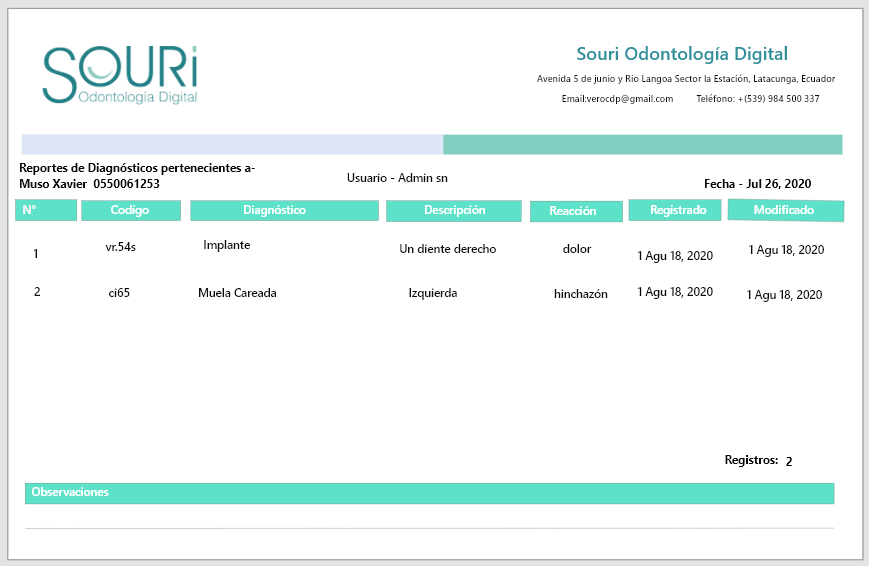 SOURi
Odontología Digital
Souri Odontología Digital
Avenida 5 de junio y Río Langoa Sector la Estación, Latacunga, Ecuador
Email:verocdp@gmail.com Teléfono: +(539) 984 500 337
Reportes de Diagnósticos pertenecientes a-
Muso Xavier 0550061253
Usuario - Admin sn
Fecha - Jul 26, 2020
N° Codigo Diagnóstico Descripción Reacción Registrado Modificado
1 vr.54s Implante Un diente derecho dolor 1 Agu 18, 2020 1 Agu 18, 2020
2 ci65 Muela Careada Izquierda hinchazón 1 Agu 18, 2020 1 Agu 18, 2020
Registros: 2
Observaciones